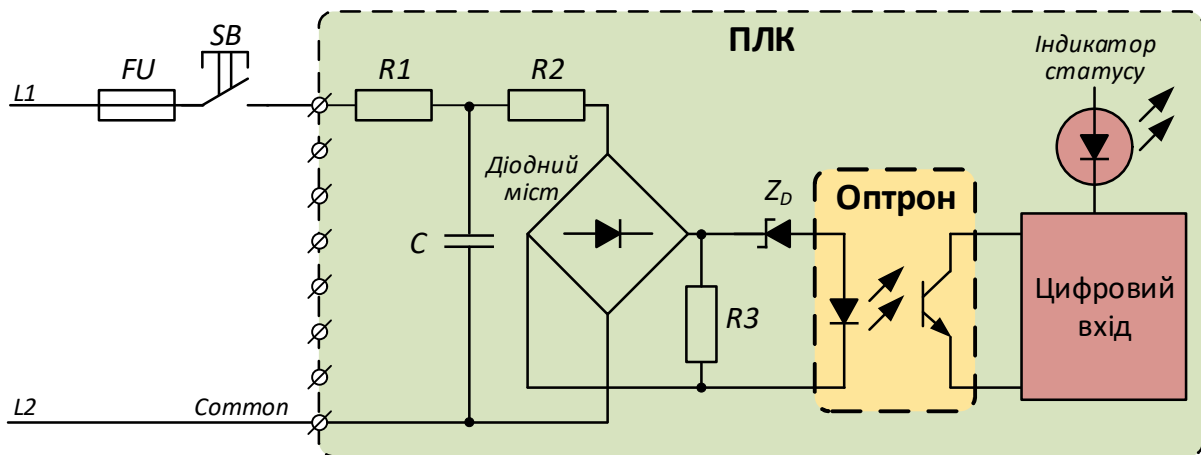 ПЛК
SB
FU
L1
R1
R2
Індикатор
статусу
Діодний
міст
Оптрон
Z_D
C
R3
Цифровий
вхід
L2
Common